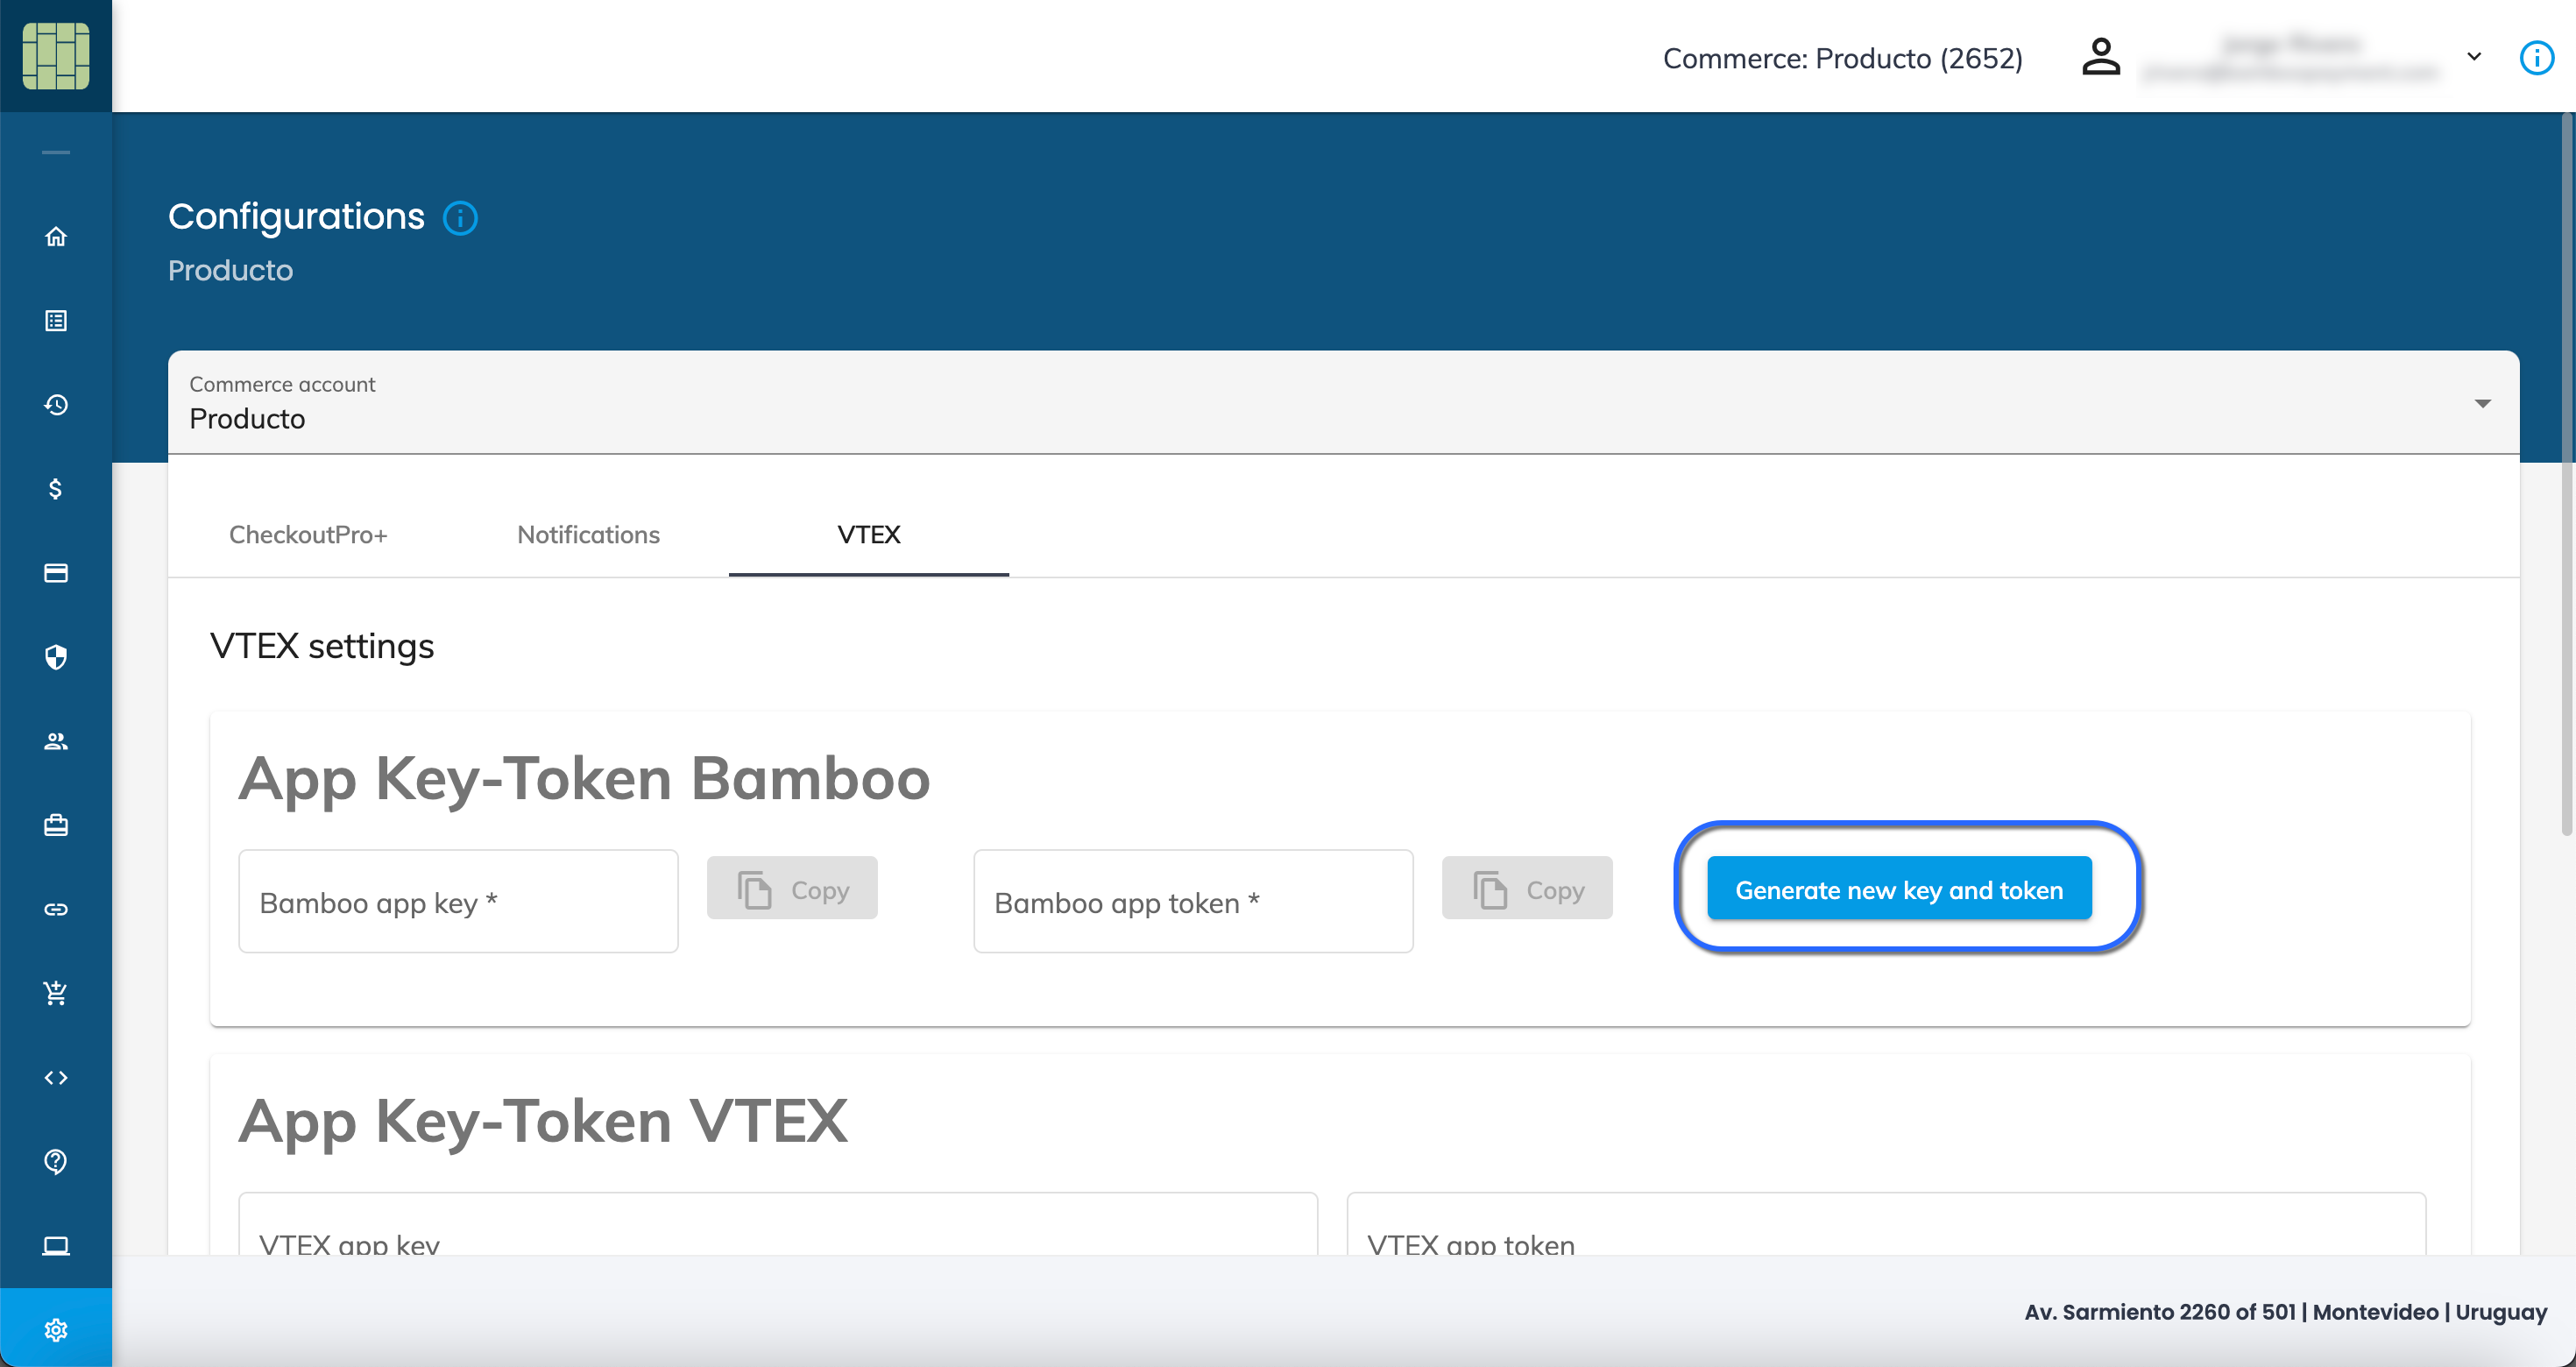 Commerce: Producto (2652)
Configurations
Producto
Commerce account
Producto
CheckoutPro+
Notifications
VTEX
VTEX settings
App Key-Token Bamboo
Bamboo app key *
Copy
Bamboo app token *
Copy
Generate new key and token
App Key-Token VTEX
VTEX app key
VTEX app token
Av. Sarmiento 2260 of 501 | Montevideo | Uruguay